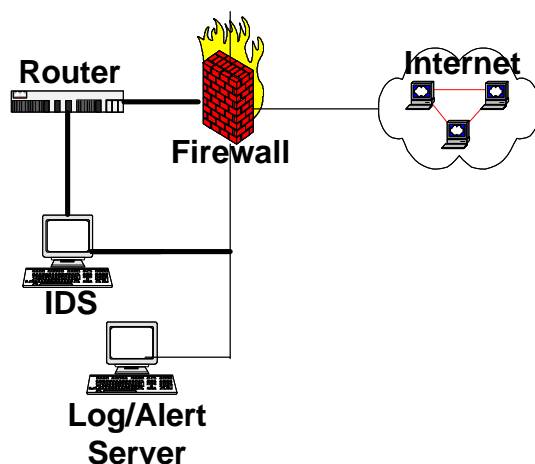 Router
Internet
Firewall
IDS
Log/Alert
Server